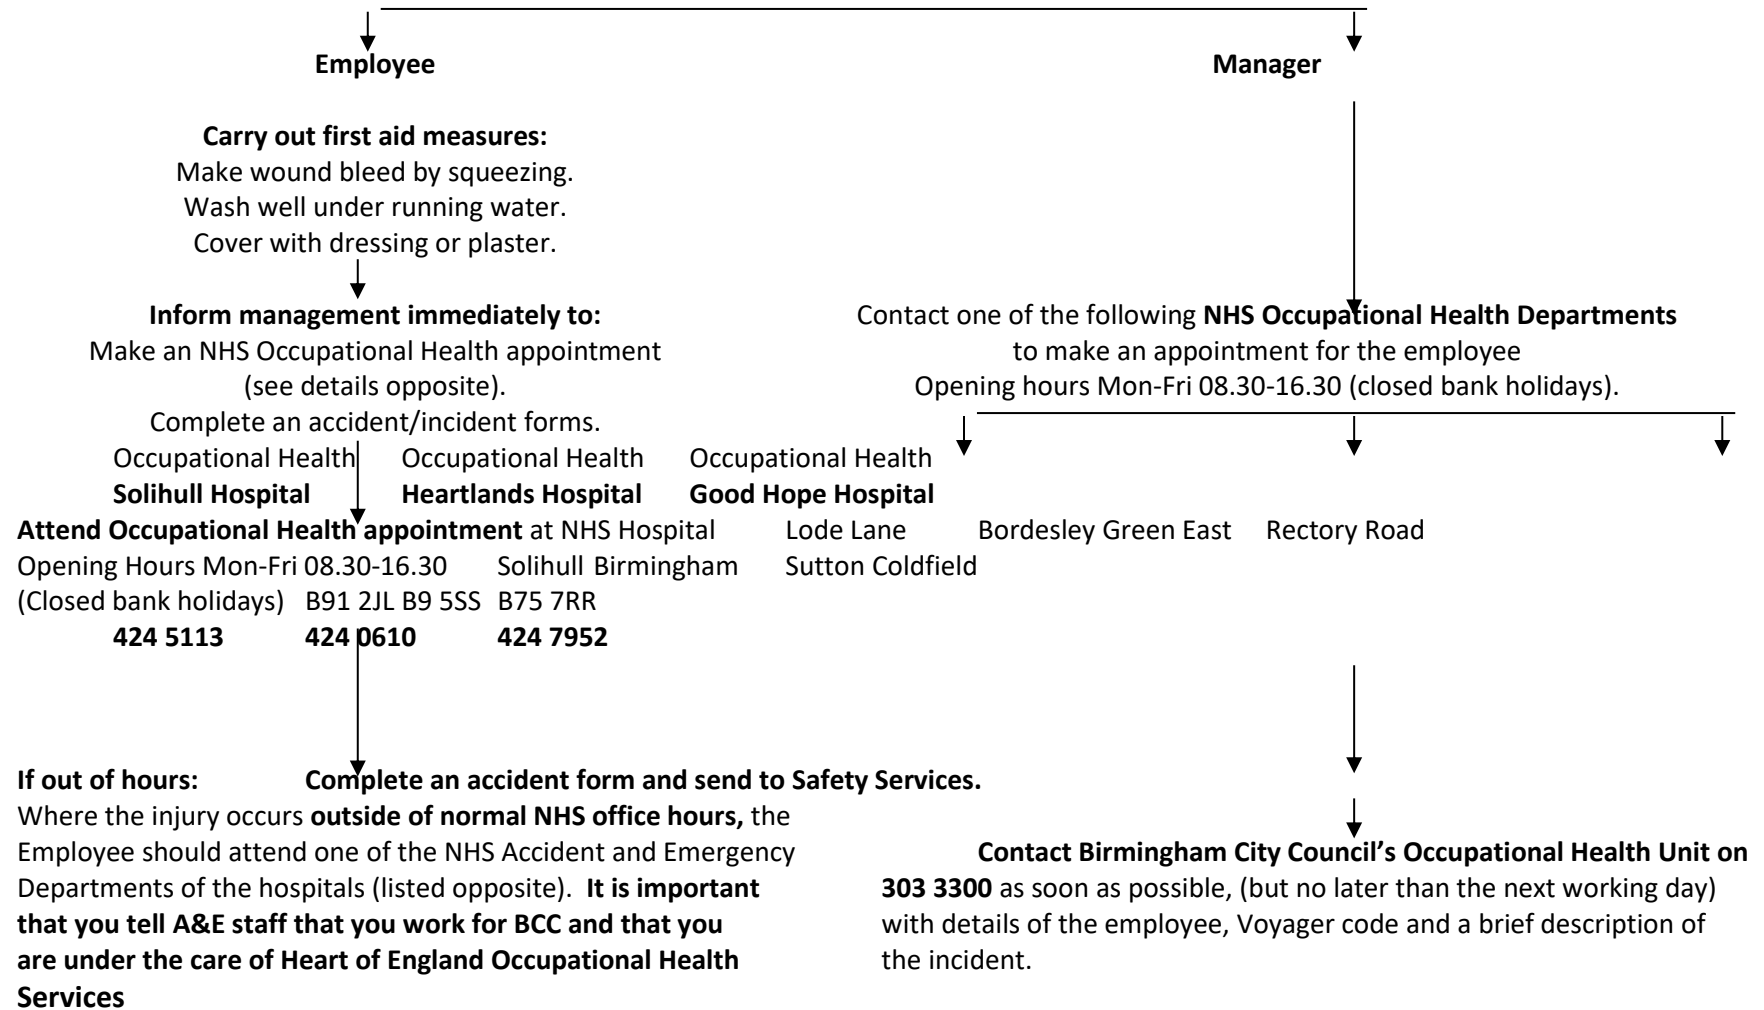 Employee Manager
Carry out first aid measures:
Make wound bleed by squeezing.
Wash well under running water.
Cover with dressing or plaster.
Inform management immediately to: Contact one of the following NHS Occupational Health Departments
Make an NHS Occupational Health appointment to make an appointment for the employee
(see details opposite). Opening hours Mon-Fri 08.30-16.30 (closed bank holidays).
Complete an accident/incident forms.
Occupational Health Occupational Health Occupational Health
Solihull Hospital Heartlands Hospital Good Hope Hospital
Attend Occupational Health appointment at NHS Hospital Lode Lane Bordesley Green East Rectory Road
Opening Hours Mon-Fri 08.30-16.30 Solihull Birmingham Sutton Coldfield
(Closed bank holidays) B91 2JL B9 5SS B75 7RR
424 5113 424 0610 424 7952
If out of hours: Complete an accident form and send to Safety Services.
Where the injury occurs outside of normal NHS office hours, the
Employee should attend one of the NHS Accident and Emergency Contact Birmingham City Council’s Occupational Health Unit on
Departments of the hospitals (listed opposite). It is important 303 3300 as soon as possible, (but no later than the next working day)
that you tell A&E staff that you work for BCC and that you with details of the employee, Voyager code and a brief description of
are under the care of Heart of England Occupational Health the incident.
Services